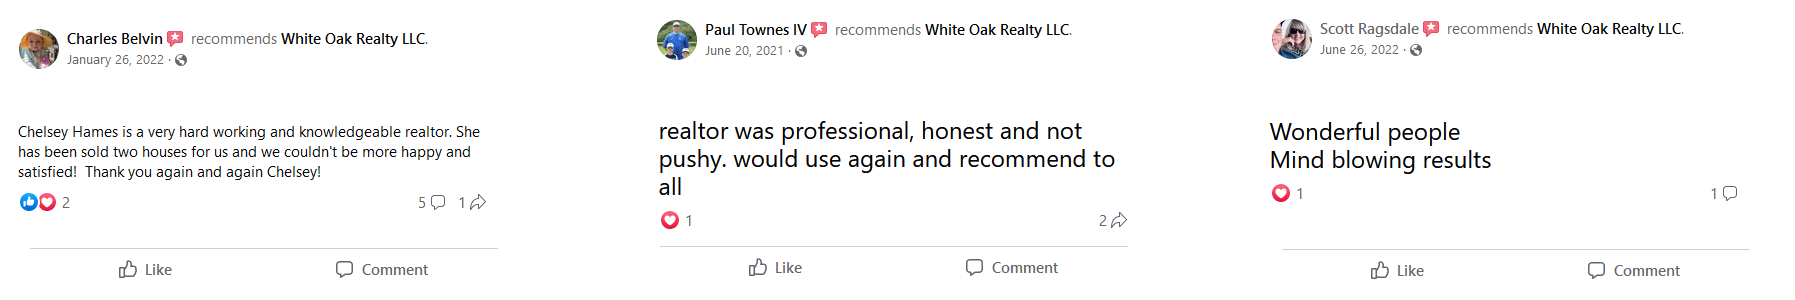 Charles Belvin recommends White Oak Realty LLC.
January 26, 2022 ·
Chelsey Hames is a very hard working and knowledgeable realtor. She
has been sold two houses for us and we couldn't be more happy and
satisfied!  Thank you again and again Chelsey!
2 5 1
Like Comment
Paul Townes IV recommends White Oak Realty LLC.
June 20, 2021 ·
realtor was professional, honest and not
pushy. would use again and recommend to
all
1 2
Like Comment
Scott Ragsdale recommends White Oak Realty LLC.
June 26, 2022 ·
Wonderful people
Mind blowing results
1 1
Like Comment